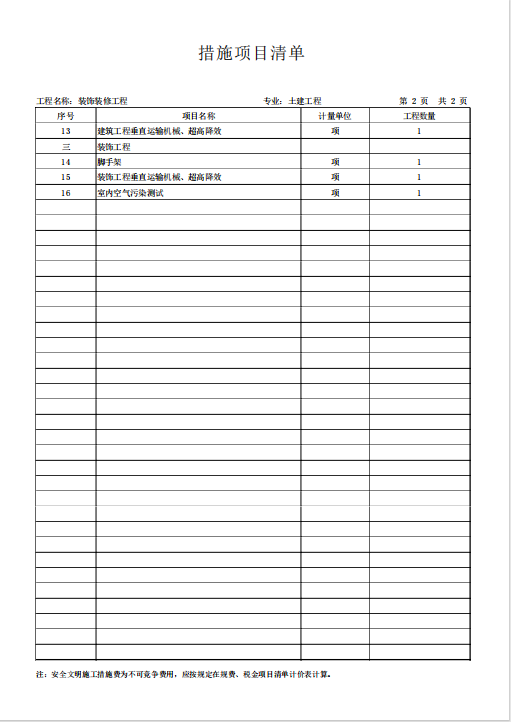 措施项目清单
工程名称：装饰装修工程 专业：土建工程 第 2 页 共 2 页
序号 项目名称 计量单位 工程数量
13 建筑工程垂直运输机械、超高降效 项 1
三 装饰工程
14 脚手架 项 1
15 装饰工程垂直运输机械、超高降效 项 1
16 室内空气污染测试 项 1
注：安全文明施工措施费为不可竞争费用，应按规定在规费、税金项目清单计价表计算。